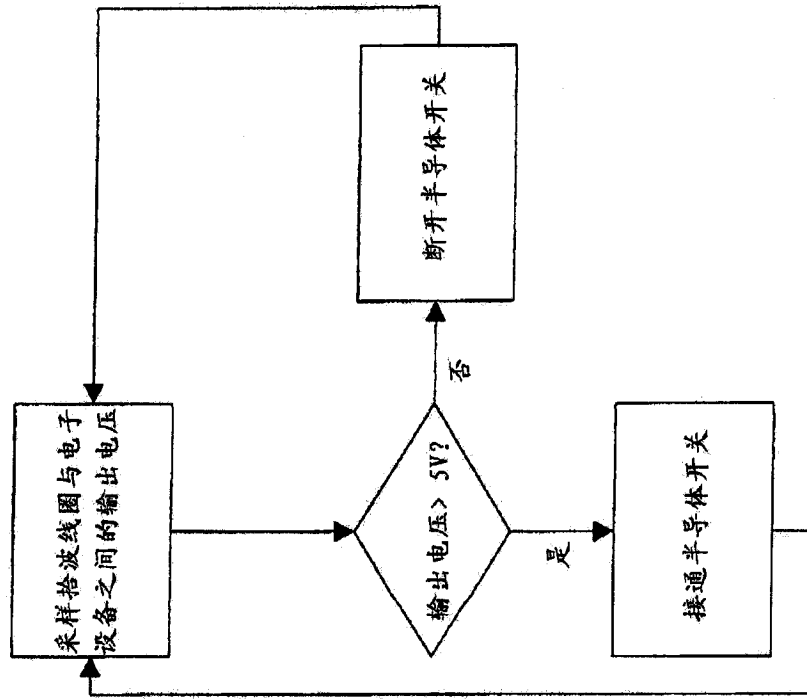 采样拾波线圈与电子
设备之间的输出电压
输出电压> 5V?
否
断开半导体开关
是
接通半导体开关